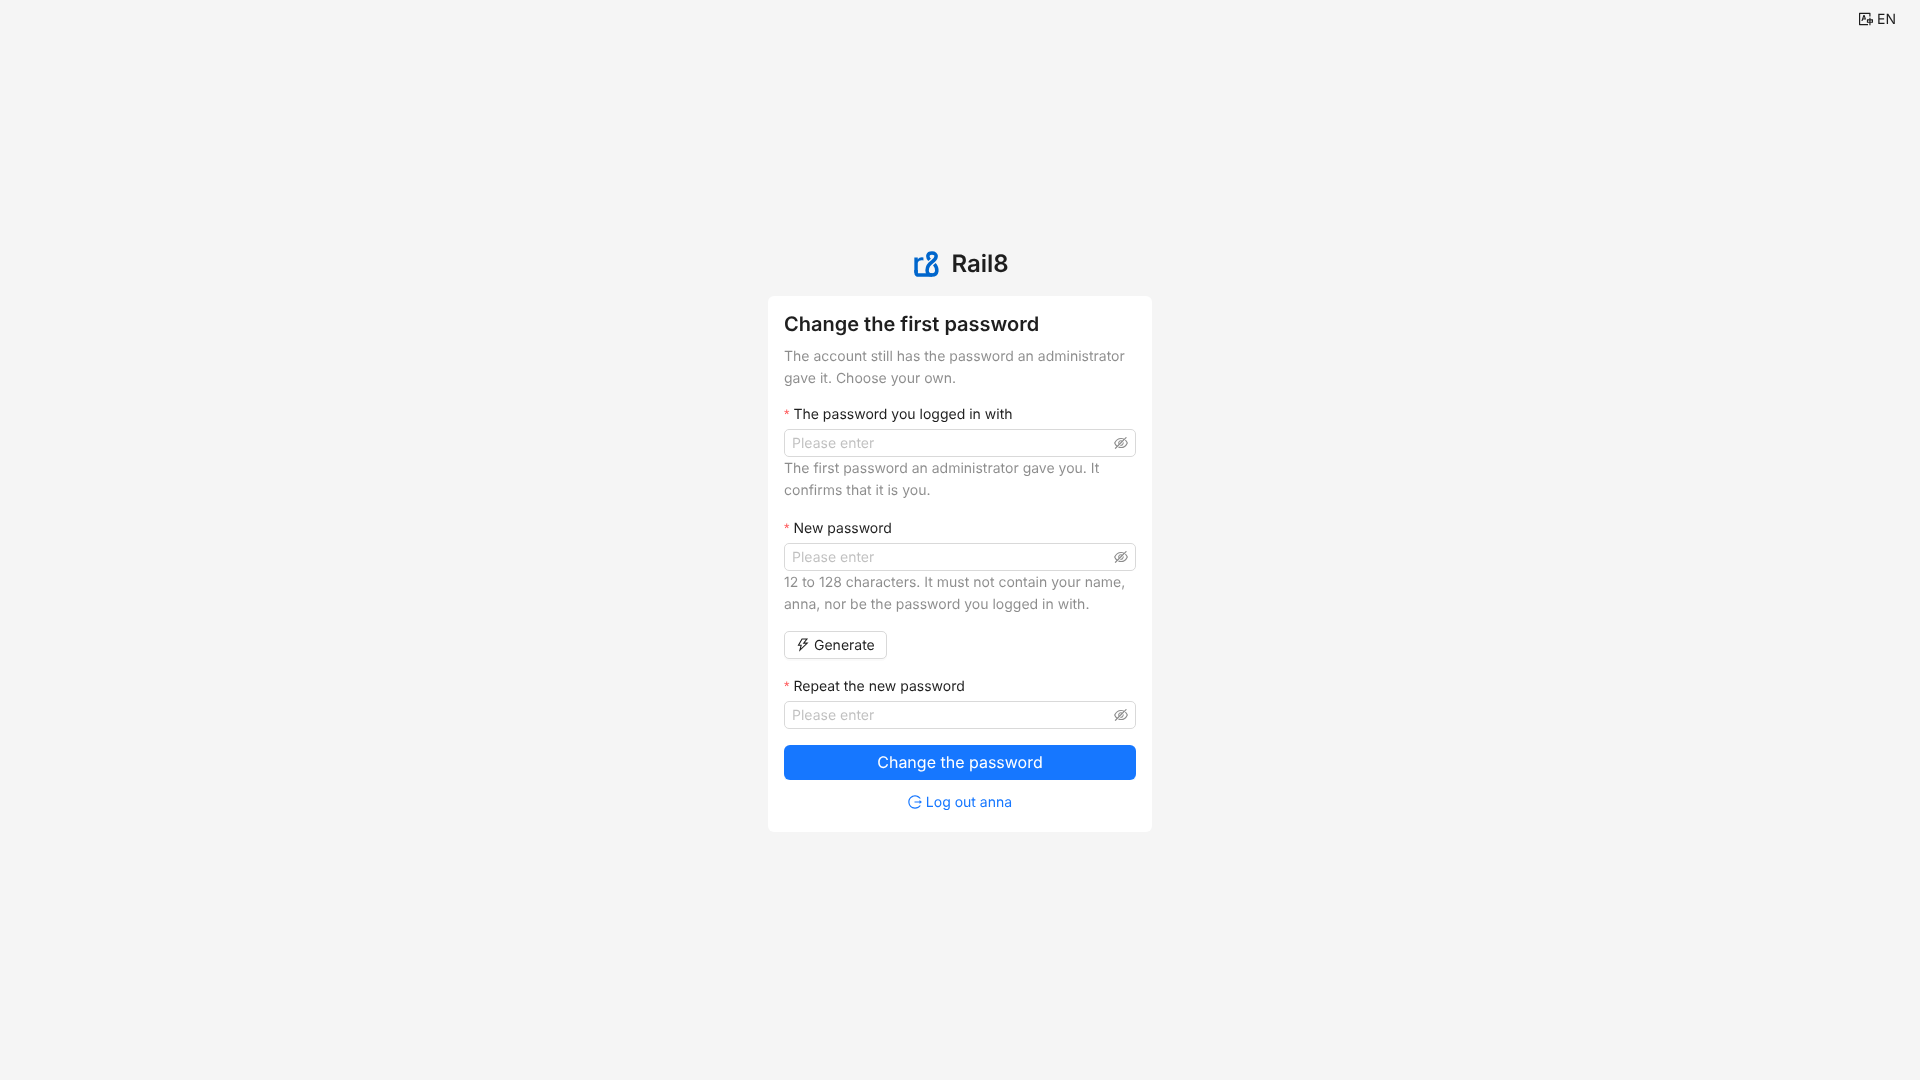 EN
Rail8
Change the first password
The account still has the password an administrator
gave it. Choose your own.
* The password you logged in with
Please enter
The first password an administrator gave you. It
confirms that it is you.
* New password
Please enter
12 to 128 characters. It must not contain your name,
anna, nor be the password you logged in with.
Generate
* Repeat the new password
Please enter
Change the password
Log out anna